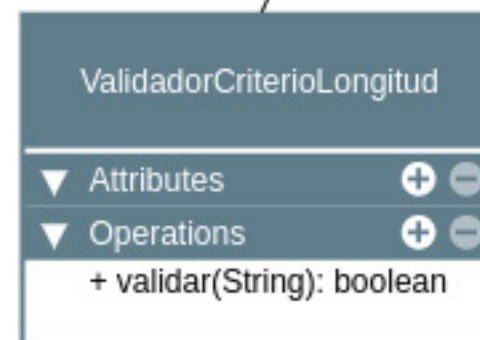 ValidadorCriterioLongitud
Attributes
Operations
+ validar(String): boolean